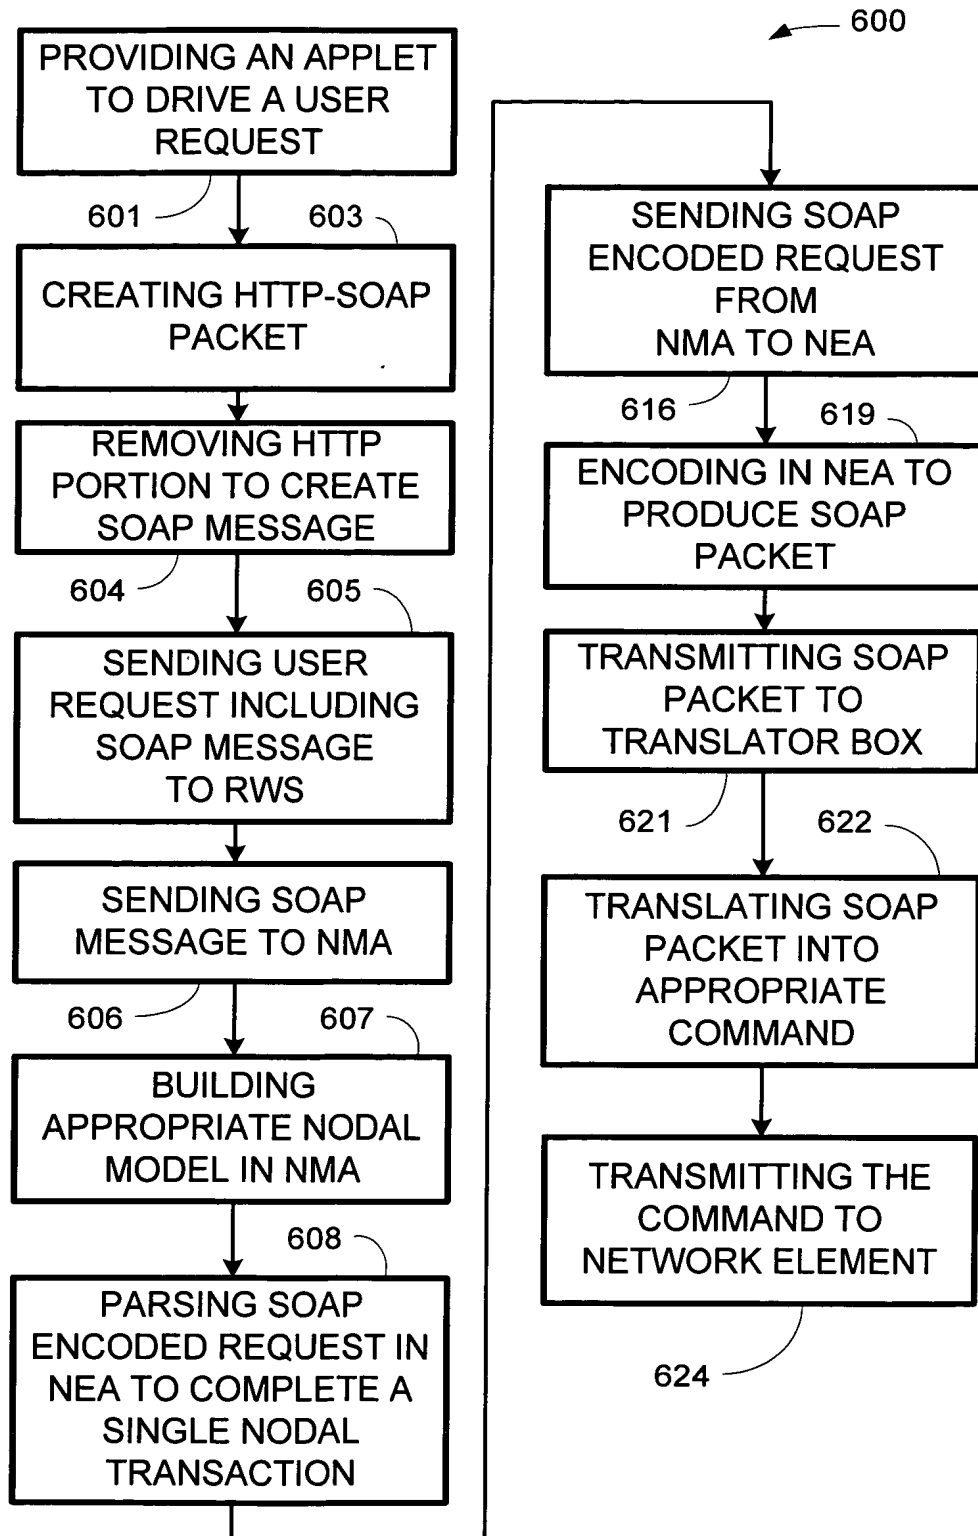 600
PROVIDING AN APPLET
TO DRIVE A USER
REQUEST
601
603
CREATING HTTP-SOAP
PACKET
REMOVING HTTP
PORTION TO CREATE
SOAP MESSAGE
604
605
SENDING USER
REQUEST INCLUDING
SOAP MESSAGE
TO RWS
SENDING SOAP
MESSAGE TO NMA
606
607
BUILDING
APPROPRIATE NODAL
MODEL IN NMA
608
PARSING SOAP
ENCODED REQUEST IN
NEA TO COMPLETE A
SINGLE NODAL
TRANSACTION
SENDING SOAP
ENCODED REQUEST
FROM
NMA TO NEA
616
619
ENCODING IN NEA TO
PRODUCE SOAP
PACKET
TRANSMITTING SOAP
PACKET TO
TRANSLATOR BOX
621
622
TRANSLATING SOAP
PACKET INTO
APPROPRIATE
COMMAND
TRANSMITTING THE
COMMAND TO
NETWORK ELEMENT
624